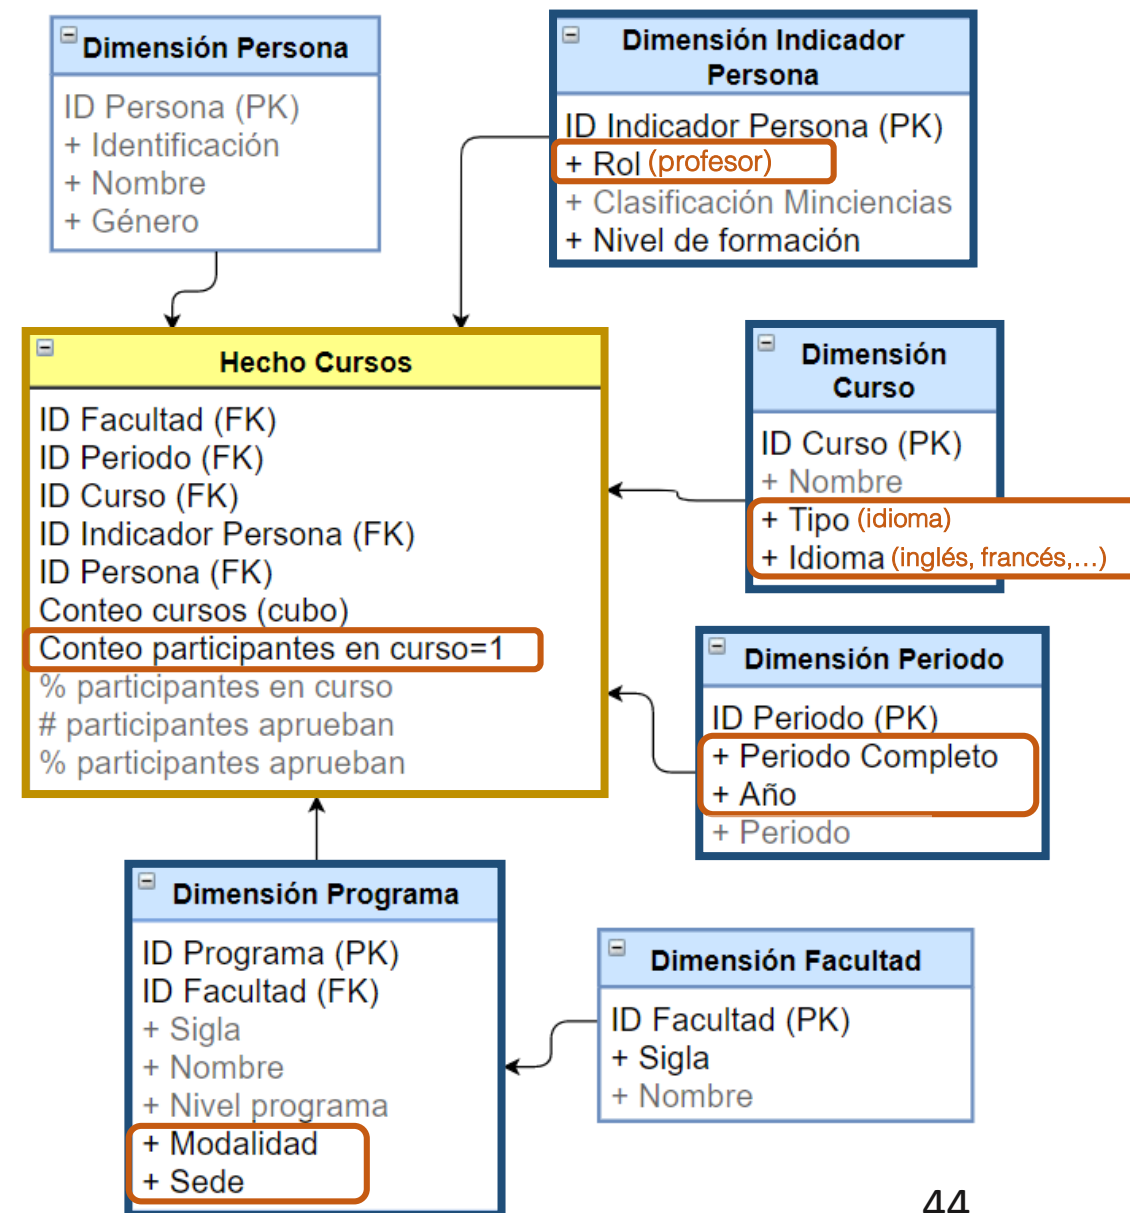 Dimensión Persona
ID Persona (PK)
+ Identificación
+ Nombre
+ Género
Dimensión Indicador
Persona
ID Indicador Persona (PK)
+ Rol (profesor)
+ Clasificación Minciencias
+ Nivel de formación
Hecho Cursos
ID Facultad (FK)
ID Periodo (FK)
ID Curso (FK)
ID Indicador Persona (FK)
ID Persona (FK)
Conteo cursos (cubo)
Conteo participantes en curso=1
% participantes en curso
# participantes aprueban
% participantes aprueban
Dimensión
Curso
ID Curso (PK)
+ Nombre
+ Tipo (idioma)
+ Idioma (inglés, francés,...)
Dimensión Periodo
ID Periodo (PK)
+ Periodo Completo
+ Año
+ Periodo
Dimensión Programa
ID Programa (PK)
ID Facultad (FK)
+ Sigla
+ Nombre
+ Nivel programa
+ Modalidad
+ Sede
Dimensión Facultad
ID Facultad (PK)
+ Sigla
+ Nombre
44